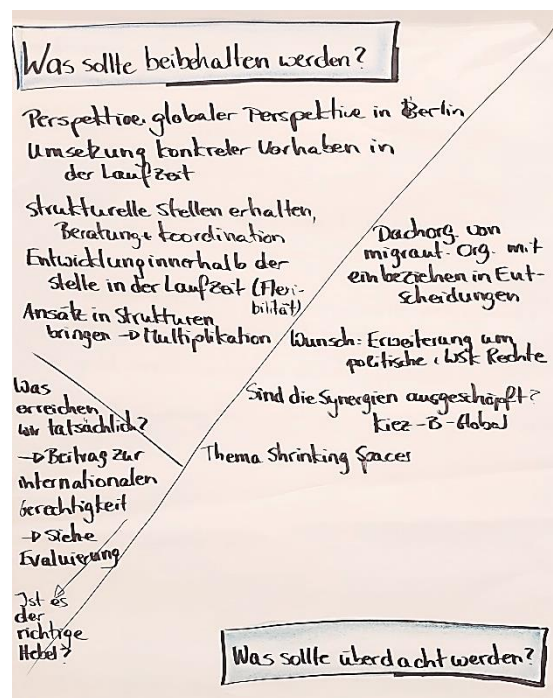 Was sollte beibehalten werden?
Perspektive globaler Perspektive in Berlin
Umsetzung konkreter Vorhaben in
der Laufzeit
strukturelle Stellen erhalten,
Beratung + Koordination
Entwicklung innerhalb der
stelle in der Laufzeit (Flexi-
bilität)
Ansätze in Strukturen
bringen → Multiplikation
Was
erreichen
wir tatsächlich?
→ Beitrag zur
internationalen
Gerechtigkeit
→ Siehe
Evaluierung
Ist es
der
richtige
Hebel?
Dachorg. von
migrant. Org. mit
einbeziehen in Ent-
scheidungen
Wunsch: Erweiterung um
politische, WSK Rechte
Sind die Synergien ausgeschöpft?
Kiez-B-Global
Thema Shrinking Spaces
Was sollte überdacht werden?